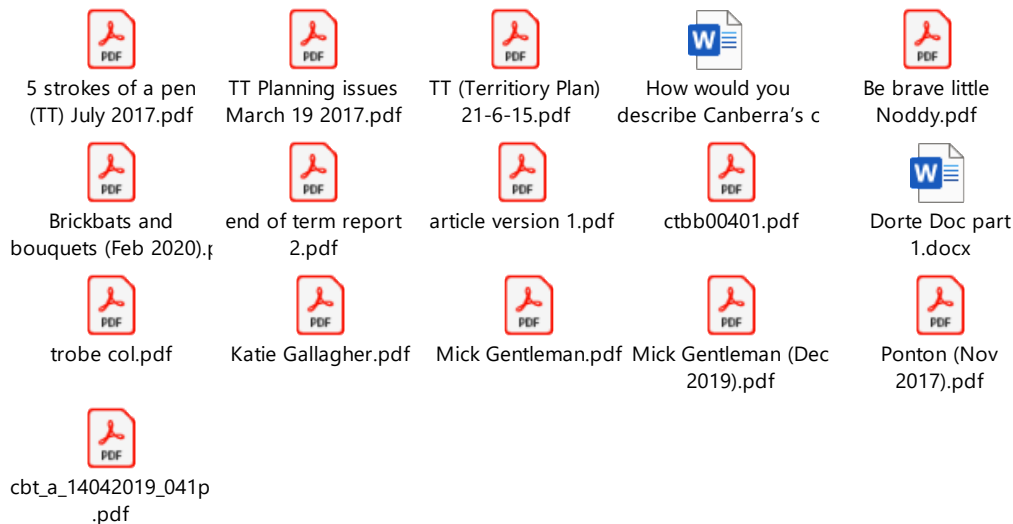 PDF PDF PDF W PDF
5 strokes of a pen TT Planning issues TT (Territiory Plan) How would you Be brave little
(TT) July 2017.pdf March 19 2017.pdf 21-6-15.pdf describe Canberra's c Noddy.pdf
PDF PDF PDF PDF W
Brickbats and end of term report article version 1.pdf ctbb00401.pdf Dorte Doc part
bouquets (Feb 2020).p 2.pdf 1.docx
PDF PDF PDF PDF PDF
trobe col.pdf Katie Gallagher.pdf Mick Gentleman.pdf Mick Gentleman (Dec Ponton (Nov
2019).pdf 2017).pdf
PDF
cbt_a_14042019_041p
.pdf